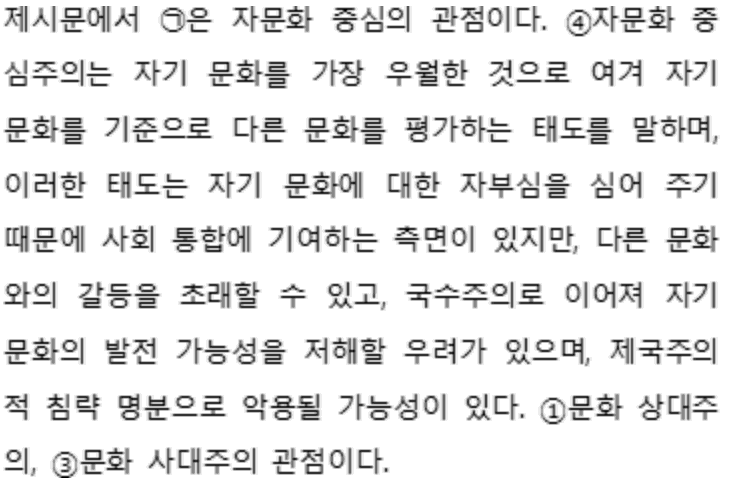 제시문에서 ㉠은 자문화 중심의 관점이다. ④자문화 중
심주의는 자기 문화를 가장 우월한 것으로 여겨 자기
문화를 기준으로 다른 문화를 평가하는 태도를 말하며,
이러한 태도는 자기 문화에 대한 자부심을 심어 주기
때문에 사회 통합에 기여하는 측면이 있지만, 다른 문화
와의 갈등을 초래할 수 있고, 국수주의로 이어져 자기
문화의 발전 가능성을 저해할 우려가 있으며, 제국주의
적 침략 명분으로 악용될 가능성이 있다. ①문화 상대주
의, ③문화 사대주의 관점이다.